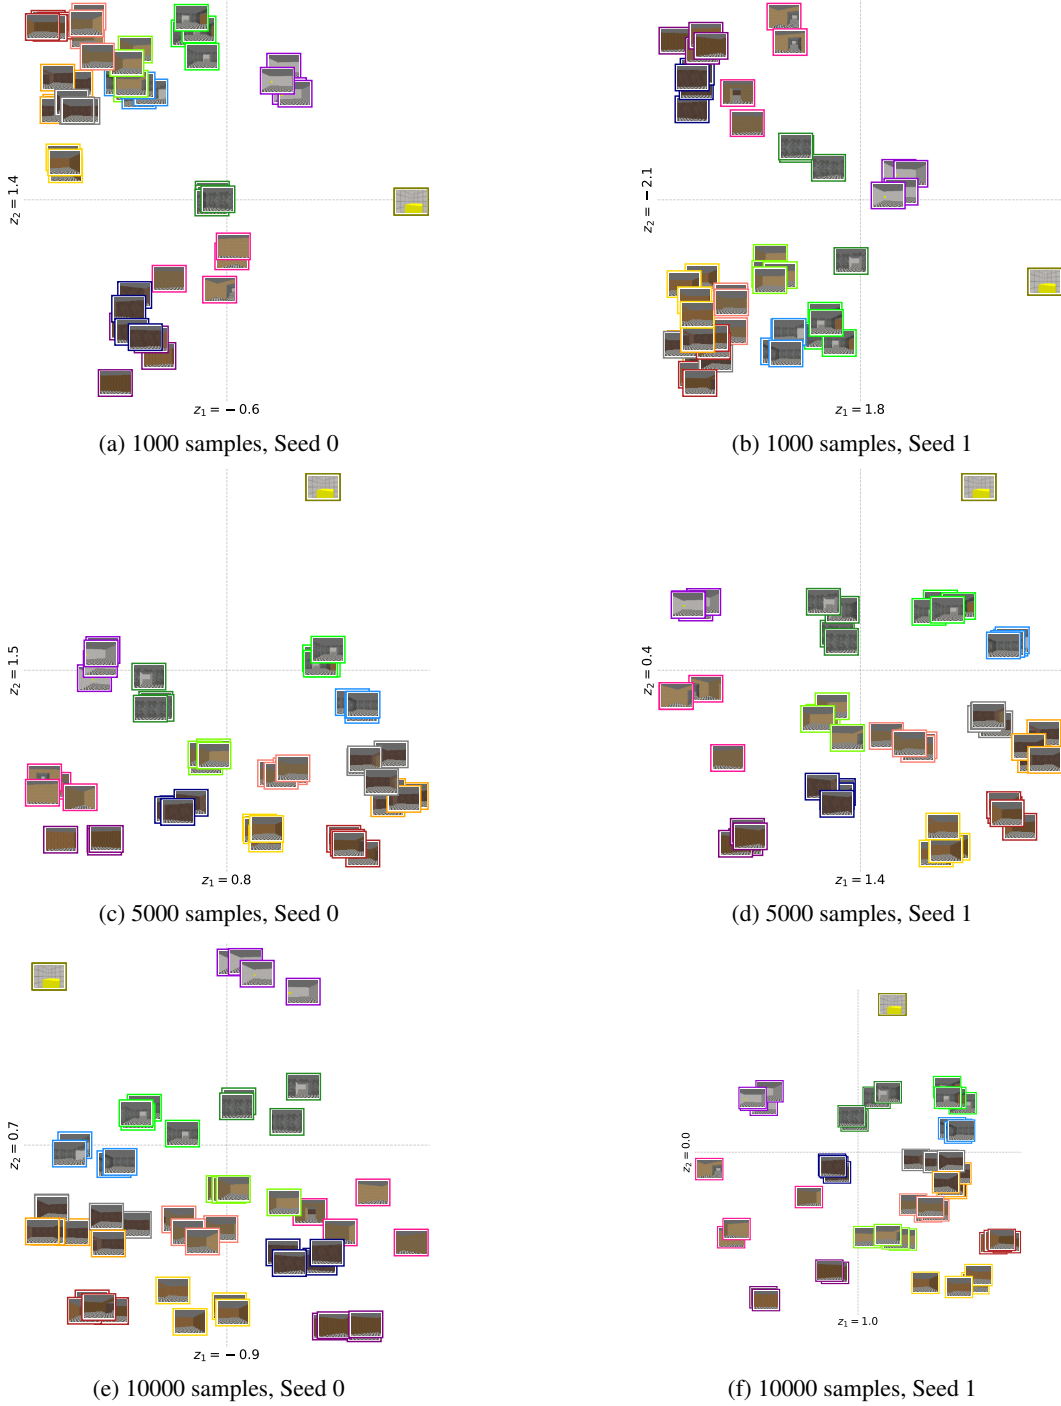 z₂ = 1.4
z₁ = −0.6
(a) 1000 samples, Seed 0
z₂ = −2.1
z₁ = 1.8
(b) 1000 samples, Seed 1
z₂ = 1.5
z₁ = 0.8
(c) 5000 samples, Seed 0
z₂ = 0.4
z₁ = 1.4
(d) 5000 samples, Seed 1
z₂ = 0.7
z₁ = −0.9
(e) 10000 samples, Seed 0
z₂ = 0.0
z₁ = 1.0
(f) 10000 samples, Seed 1